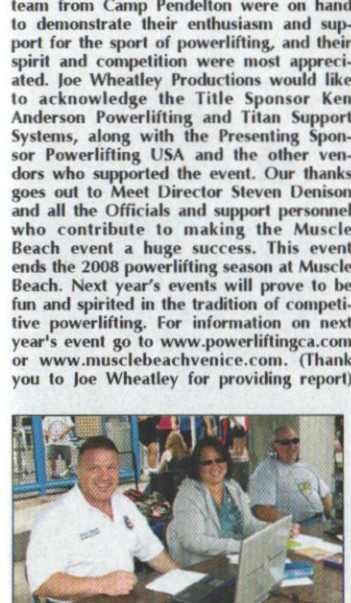 team from Camp Pendelton were on hand
to demonstrate their enthusiasm and sup-
port for the sport of powerlifting, and their
spirit and competition were most appreci-
ated. Joe Wheatley Productions would like
to acknowledge the Title Sponsor Ken
Anderson Powerlifting and Titan Support
Systems, along with the Presenting Spon-
sor Powerlifting USA and the other ven-
dors who supported the event. Our thanks
goes out to Meet Director Steven Denison
and all the Officials and support personnel
who contribute to making the Muscle
Beach event a huge success. This event
ends the 2008 powerlifting season at Muscle
Beach. Next year's events will prove to be
fun and spirited in the tradition of competi-
tive powerlifting. For information on next
year's event go to www.powerliftingca.com
or www.musclebeachvenice.com. (Thank
you to Joe Wheatley for providing report)